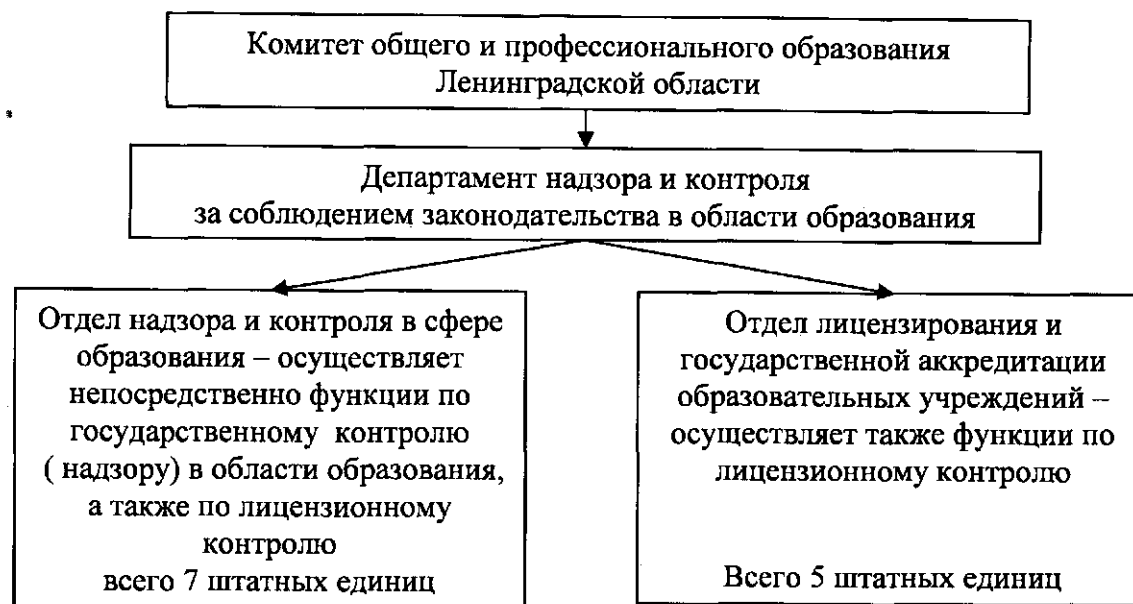 Комитет общего и профессионального образования
Ленинградской области
Департамент надзора и контроля
за соблюдением законодательства в области образования
Отдел надзора и контроля в сфере
образования – осуществляет
непосредственно функции по
государственному контролю
( надзору) в области образования,
а также по лицензионному
контролю
всего 7 штатных единиц
Отдел лицензирования и
государственной аккредитации
образовательных учреждений –
осуществляет также функции по
лицензионному контролю
Всего 5 штатных единиц